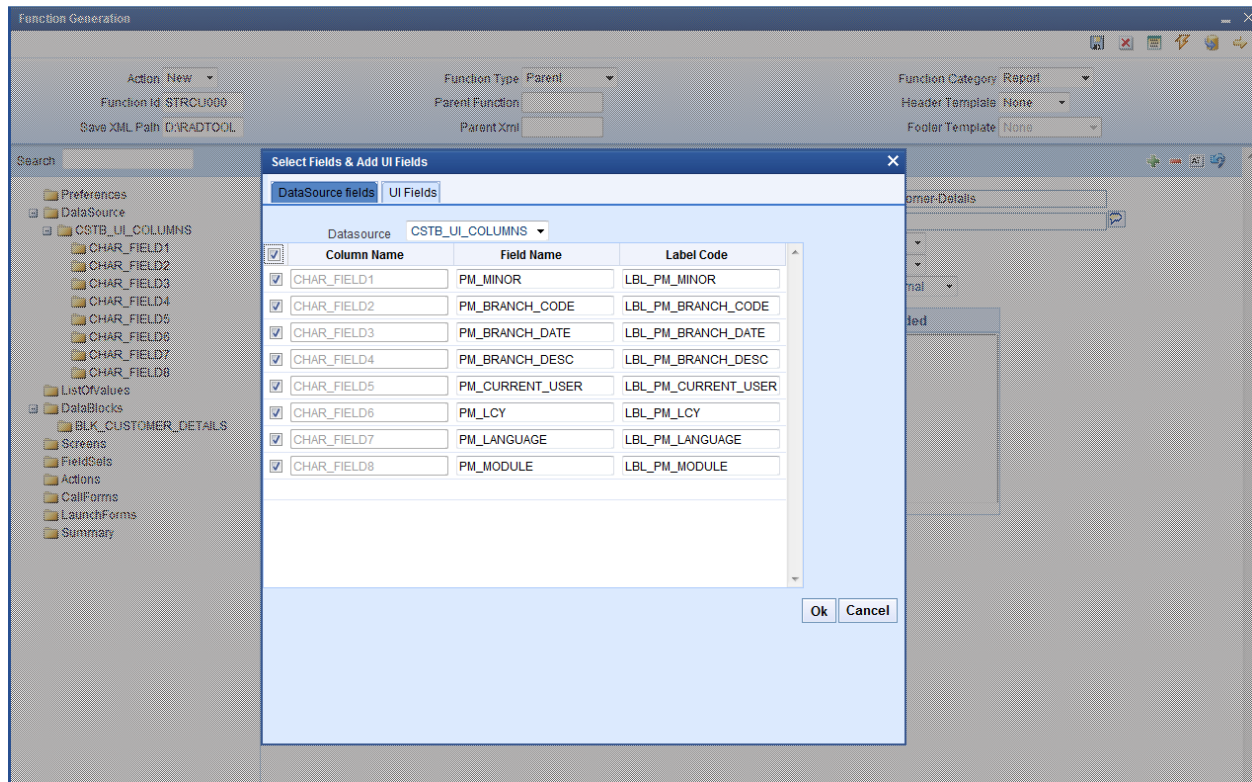 Function Generation
Action New Function Type Parent Function Category Report
Function Id STRCU000 Parent Function Header Template None
Save XML Path D:\RADTOOL Parent Xml Footer Template None
Search
Preferences
DataSource
CSTB_UI_COLUMNS
CHAR_FIELD1
CHAR_FIELD2
CHAR_FIELD3
CHAR_FIELD4
CHAR_FIELD5
CHAR_FIELD6
CHAR_FIELD7
CHAR_FIELD8
ListOfValues
DataBlocks
BLK_CUSTOMER_DETAILS
Screens
FieldSets
Actions
CallForms
LaunchForms
Summary
Select Fields & Add UI Fields
DataSource fields UI Fields
Datasource CSTB_UI_COLUMNS
Column Name Field Name Label Code
CHAR_FIELD1 PM_MINOR LBL_PM_MINOR
CHAR_FIELD2 PM_BRANCH_CODE LBL_PM_BRANCH_CODE
CHAR_FIELD3 PM_BRANCH_DATE LBL_PM_BRANCH_DATE
CHAR_FIELD4 PM_BRANCH_DESC LBL_PM_BRANCH_DESC
CHAR_FIELD5 PM_CURRENT_USER LBL_PM_CURRENT_USER
CHAR_FIELD6 PM_LCY LBL_PM_LCY
CHAR_FIELD7 PM_LANGUAGE LBL_PM_LANGUAGE
CHAR_FIELD8 PM_MODULE LBL_PM_MODULE
Ok Cancel
omer-Details
mal
ded